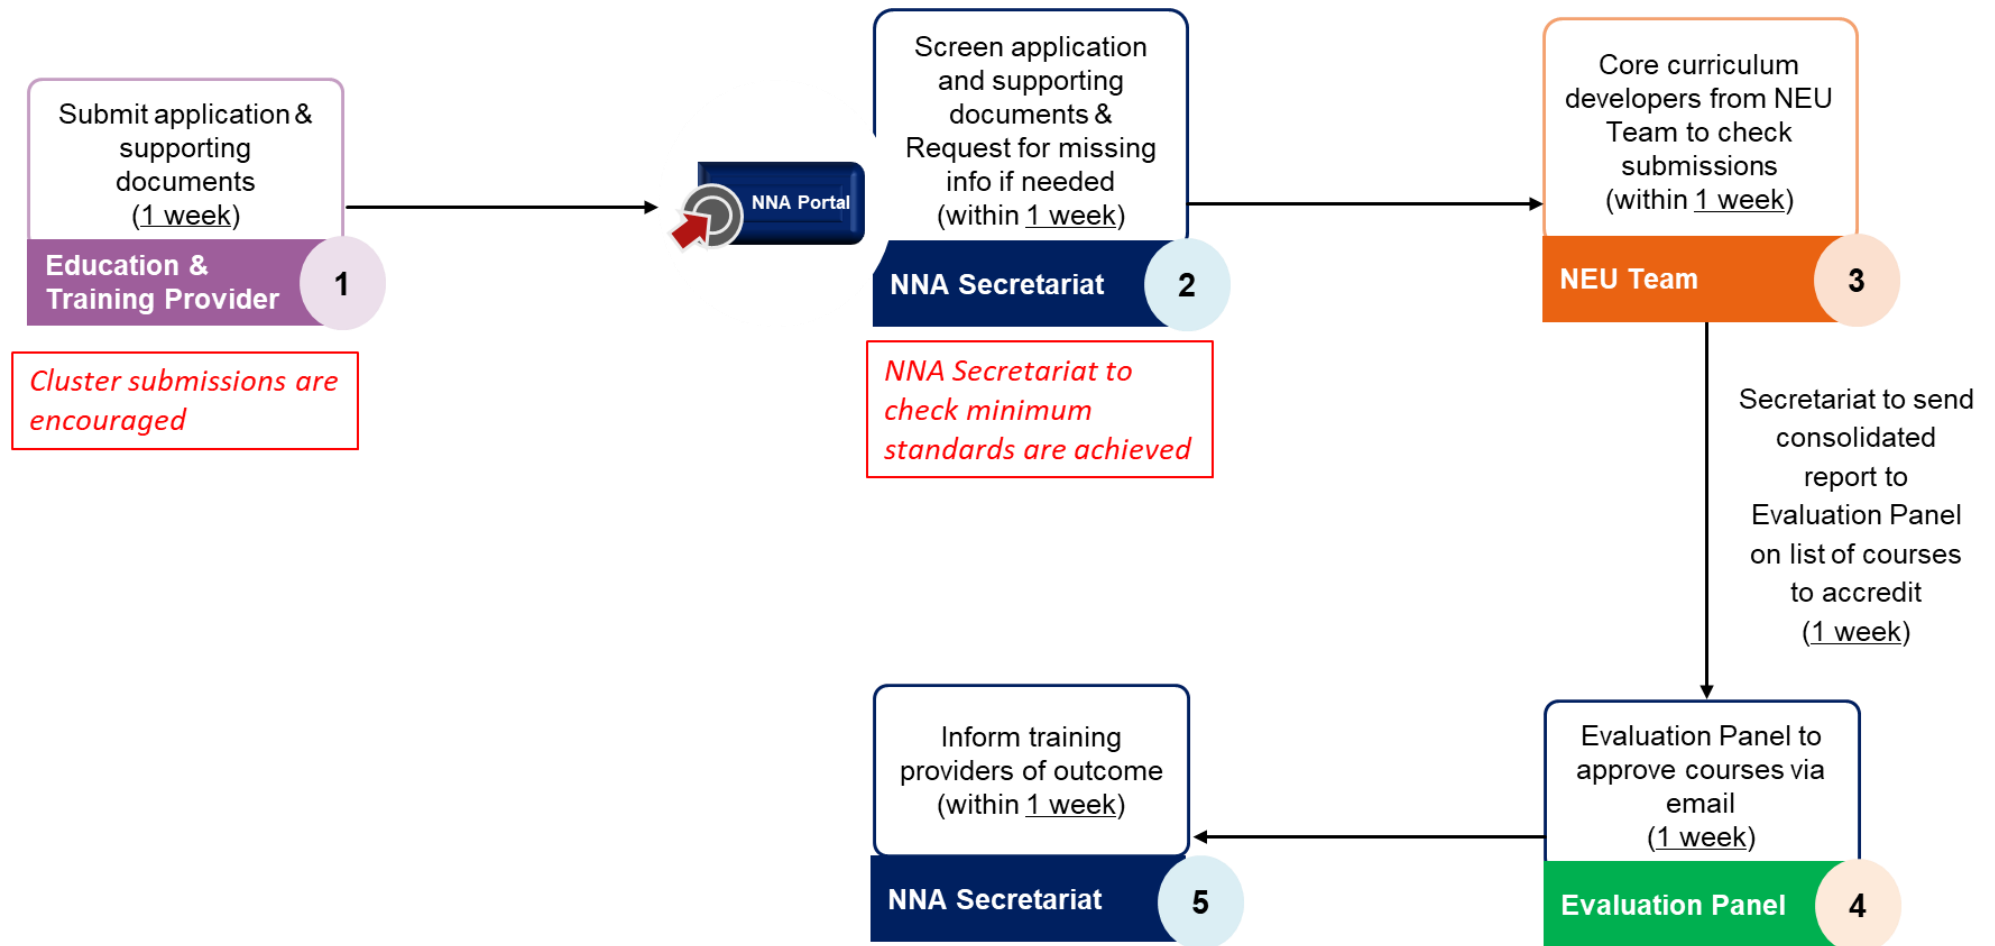 Submit application &
supporting
documents
(1 week)
Education &
Training Provider
1
Cluster submissions are
encouraged
NNA Portal
Screen application
and supporting
documents &
Request for missing
info if needed
(within 1 week)
NNA Secretariat
2
NNA Secretariat to
check minimum
standards are achieved
Core curriculum
developers from NEU
Team to check
submissions
(within 1 week)
NEU Team
3
Secretariat to send
consolidated
report to
Evaluation Panel
on list of courses
to accredit
(1 week)
Evaluation Panel to
approve courses via
email
(1 week)
Evaluation Panel
4
Inform training
providers of outcome
(within 1 week)
NNA Secretariat
5